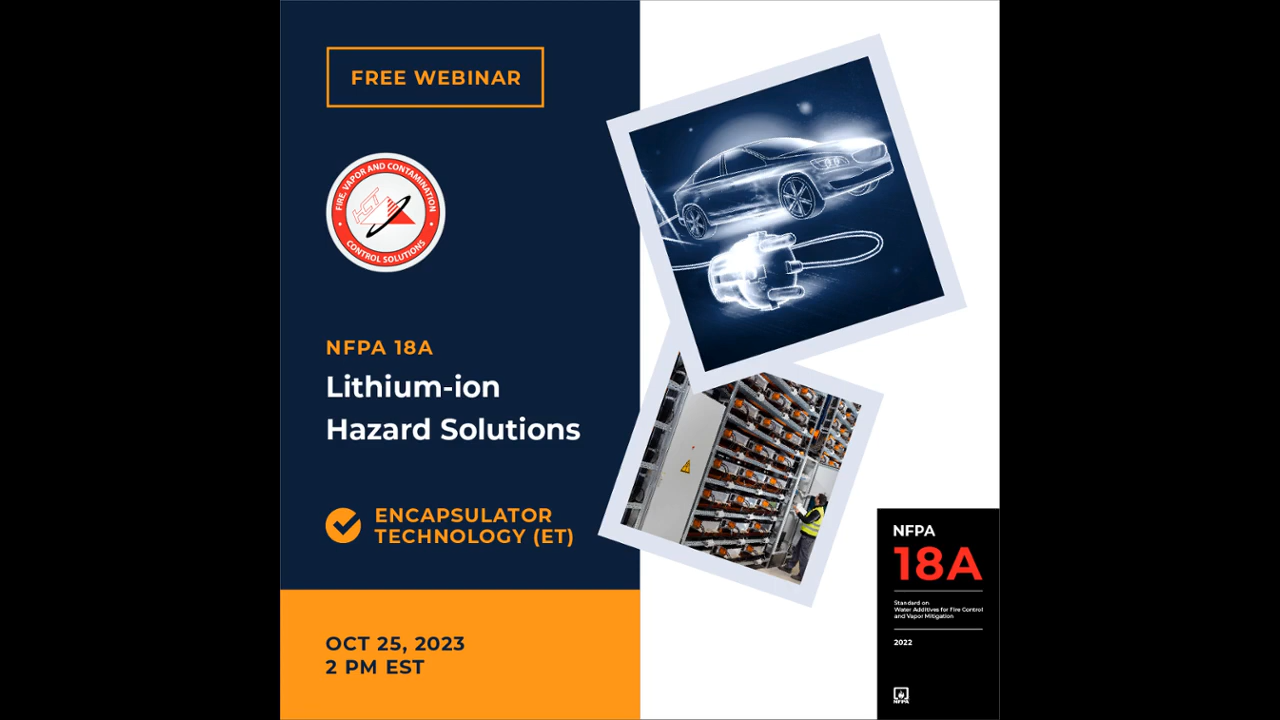 FREE WEBINAR
FIRE, VAPOR AND CONTAMINATION
HCT
CONTROL SOLUTIONS
NFPA 18A
Lithium-ion
Hazard Solutions
ENCAPSULATOR
TECHNOLOGY (ET)
OCT 25, 2023
2 PM EST
NFPA
18A
Standard on
Water Additives for Fire Control
and Vapor Mitigation
2022
NFPA